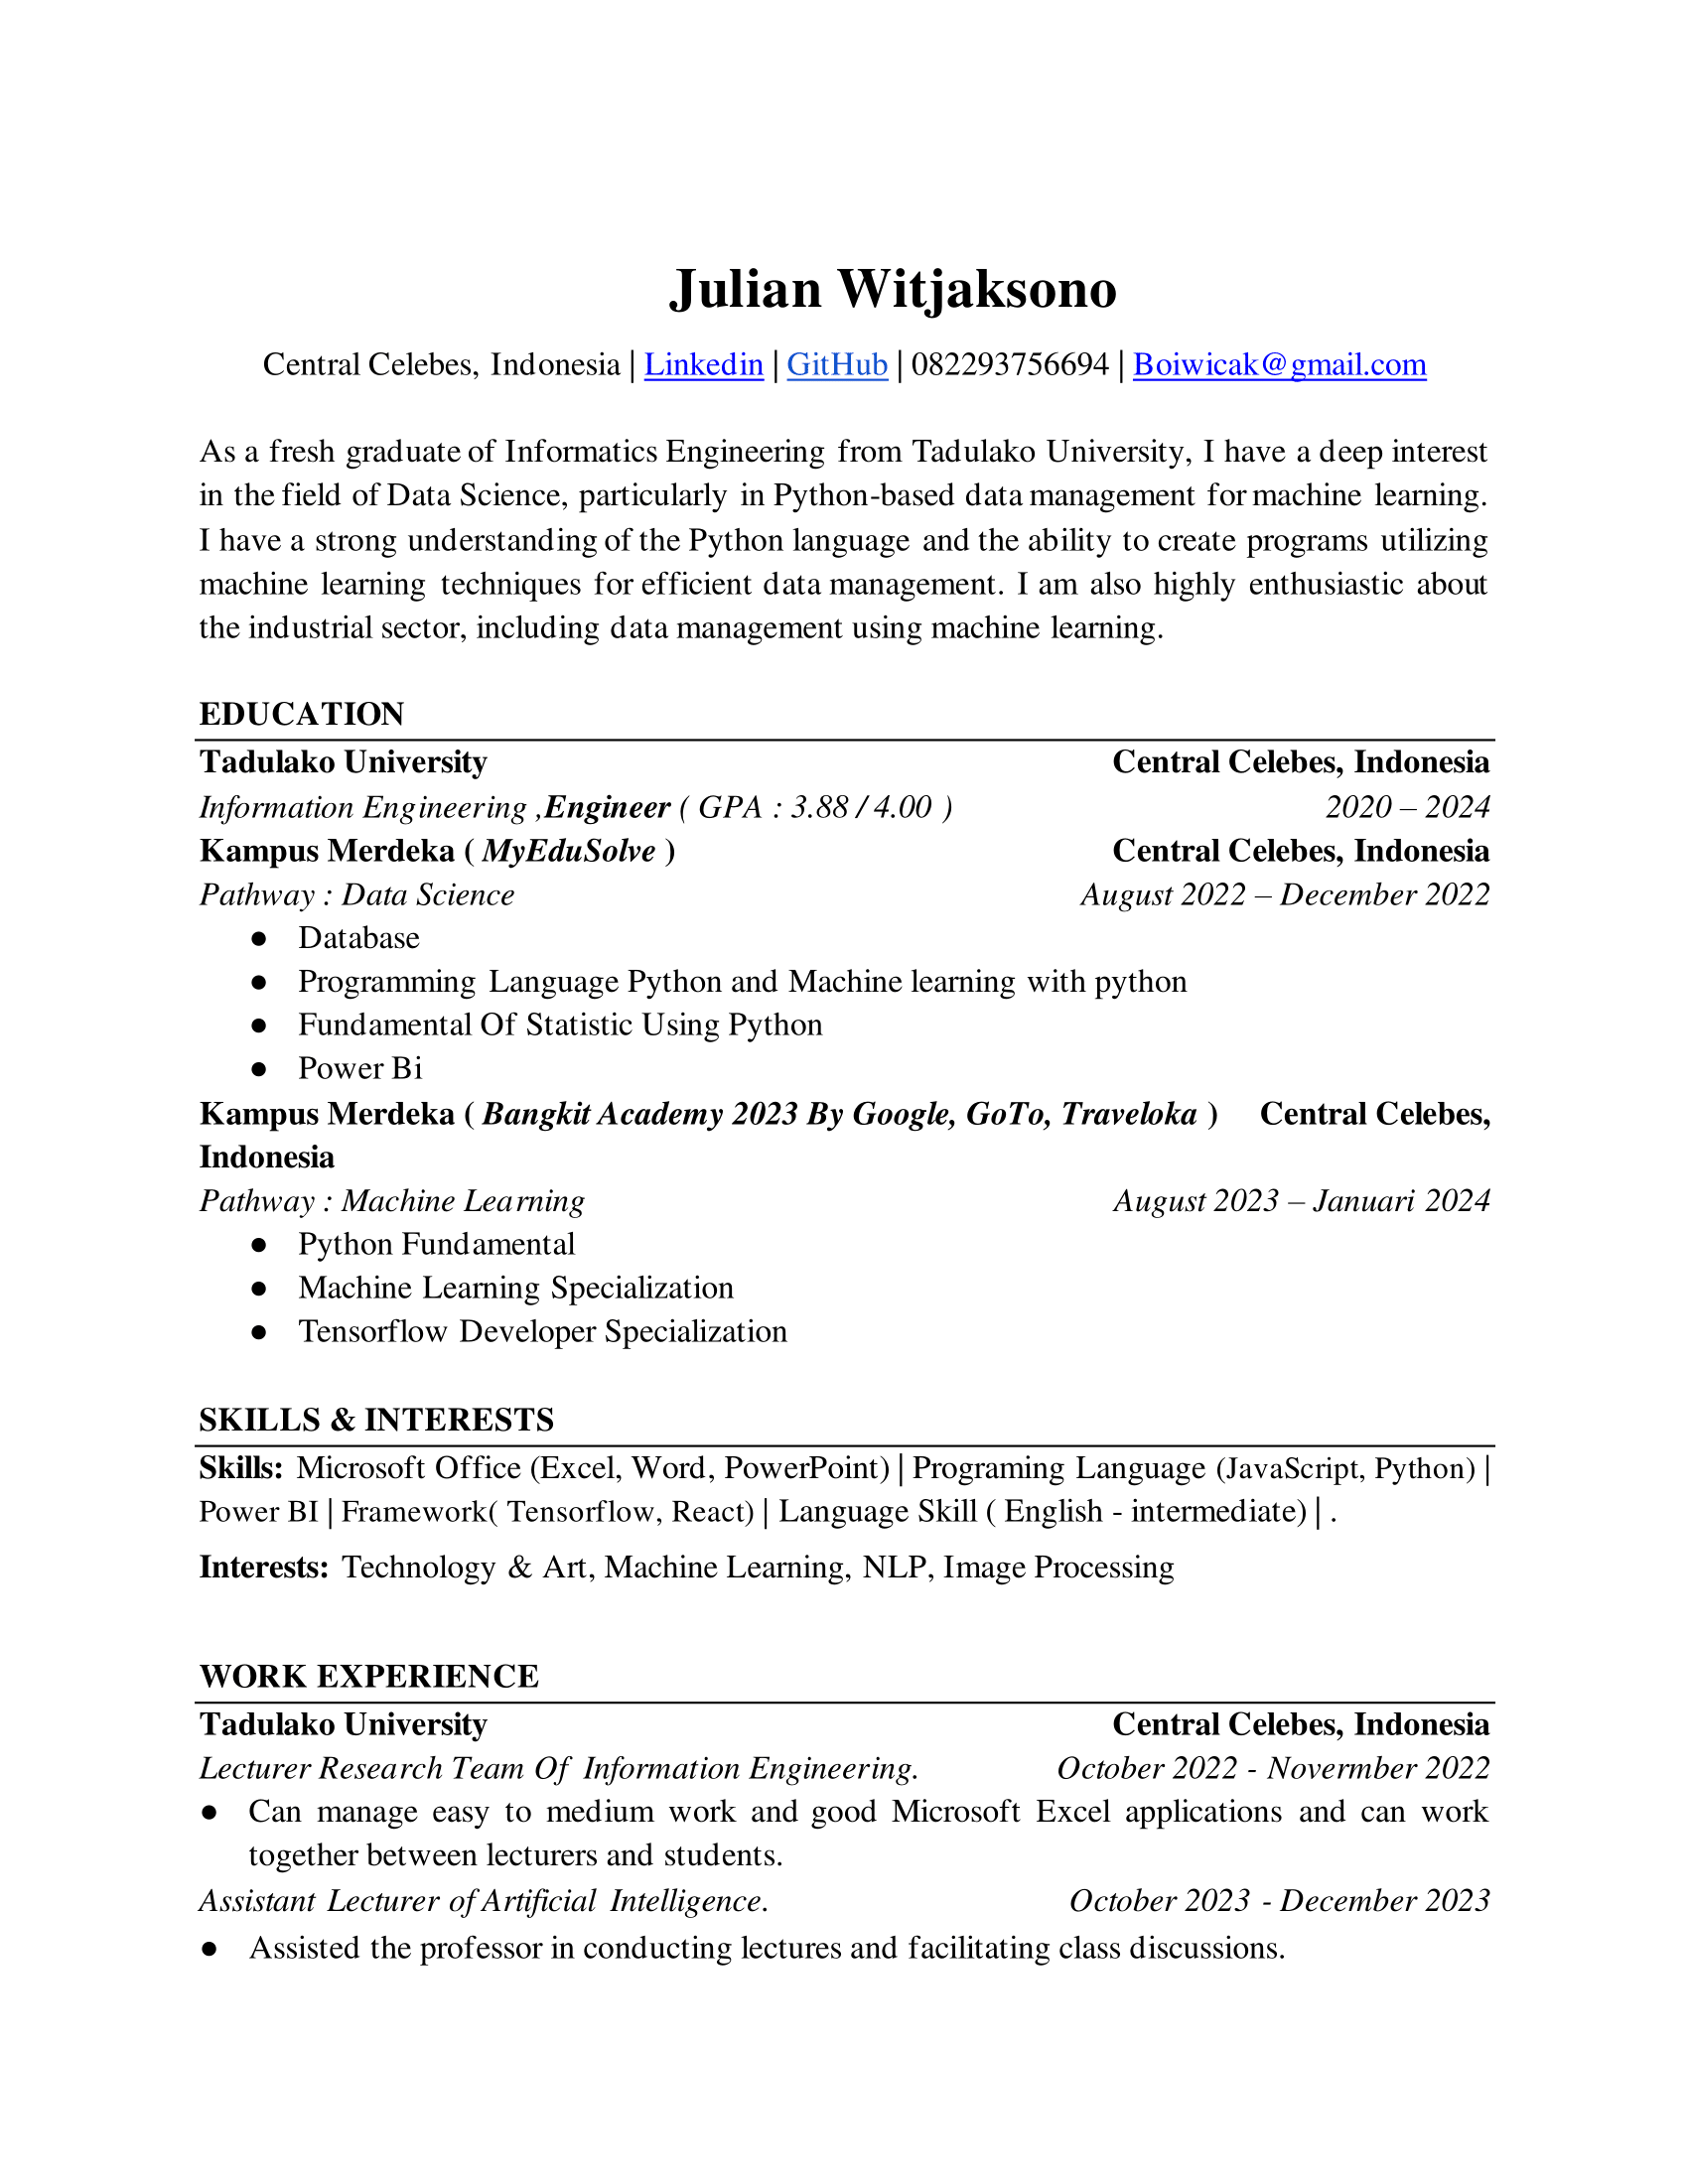 Julian Witjaksono
Central Celebes, Indonesia | Linkedin | GitHub | 082293756694 | Boiwicak@gmail.com
As a fresh graduate of Informatics Engineering from Tadulako University, I have a deep interest
in the field of Data Science, particularly in Python-based data management for machine learning.
I have a strong understanding of the Python language and the ability to create programs utilizing
machine learning techniques for efficient data management. I am also highly enthusiastic about
the industrial sector, including data management using machine learning.
EDUCATION
Tadulako University Central Celebes, Indonesia
Information Engineering ,Engineer ( GPA : 3.88 / 4.00 ) 2020 – 2024
Kampus Merdeka ( MyEduSolve ) Central Celebes, Indonesia
Pathway : Data Science August 2022 – December 2022
● Database
● Programming Language Python and Machine learning with python
● Fundamental Of Statistic Using Python
● Power Bi
Kampus Merdeka ( Bangkit Academy 2023 By Google, GoTo, Traveloka ) Central Celebes,
Indonesia
Pathway : Machine Learning August 2023 – Januari 2024
● Python Fundamental
● Machine Learning Specialization
● Tensorflow Developer Specialization
SKILLS & INTERESTS
Skills: Microsoft Office (Excel, Word, PowerPoint) | Programing Language (JavaScript, Python) |
Power BI | Framework( Tensorflow, React) | Language Skill ( English - intermediate) | .
Interests: Technology & Art, Machine Learning, NLP, Image Processing
WORK EXPERIENCE
Tadulako University Central Celebes, Indonesia
Lecturer Research Team Of Information Engineering. October 2022 - Novermber 2022
● Can manage easy to medium work and good Microsoft Excel applications and can work
together between lecturers and students.
Assistant Lecturer of Artificial Intelligence. October 2023 - December 2023
● Assisted the professor in conducting lectures and facilitating class discussions.